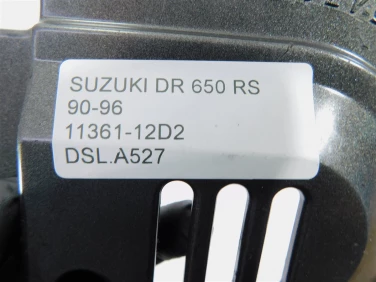 SUZUKI DR 650 RS
90-96
11361-12D2
DSL.A527